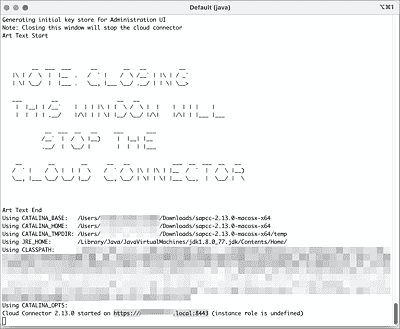 Default (java)
⌥⌘1
Generating initial key store for Administration UI
Note: Closing this window will stop the cloud connector
Art Text Start
NOTE: CLOSING
THIS WINDOW WILL
STOP THE
CLOUD CONNECTOR
Art Text End
Using CATALINA_BASE: /Users/ /Downloads/sapcc-2.13.0-macosx-x64
Using CATALINA_HOME: /Users/ /Downloads/sapcc-2.13.0-macosx-x64
Using CATALINA_TMPDIR: /Users/ /Downloads/sapcc-2.13.0-macosx-x64/temp
Using JRE_HOME: /Library/Java/JavaVirtualMachines/jdk1.8.0_77.jdk/Contents/Home/
Using CLASSPATH:
Using CATALINA_OPTS:
Cloud Connector 2.13.0 started on https:// .local:8443 (instance role is undefined)